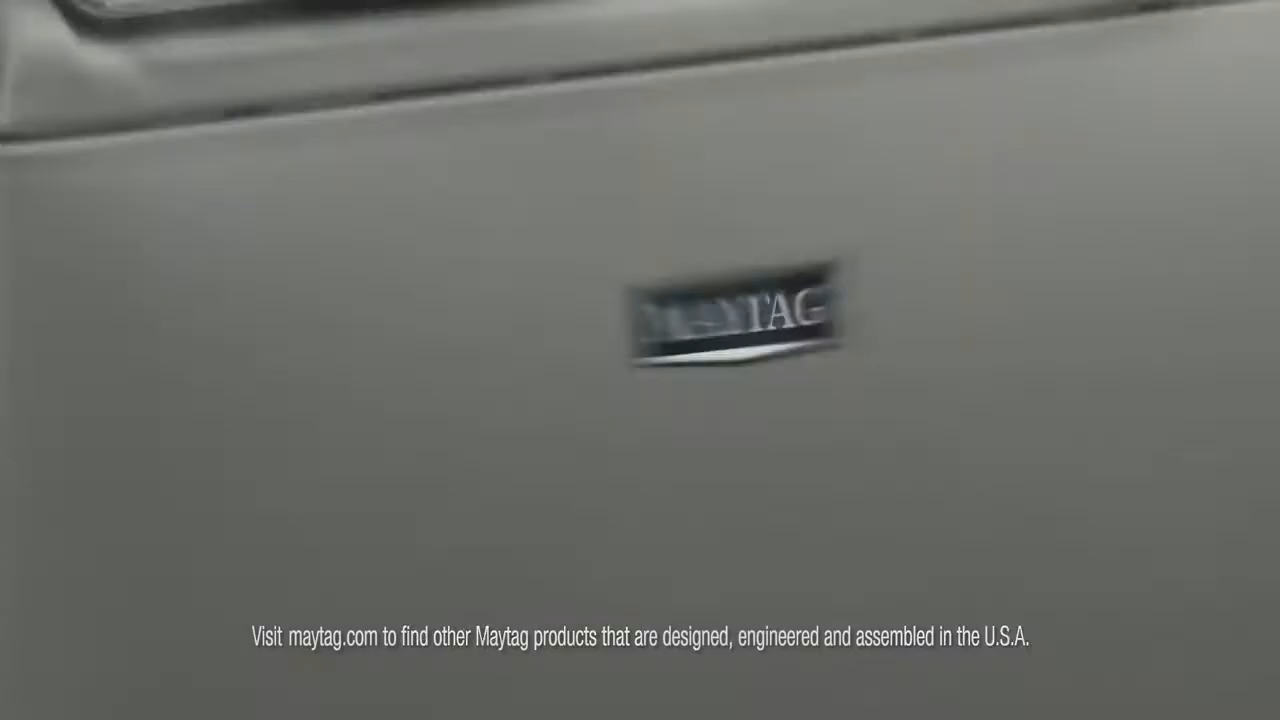 MAYTAG
Visit maytag.com to find other Maytag products that are designed, engineered and assembled in the U.S.A.